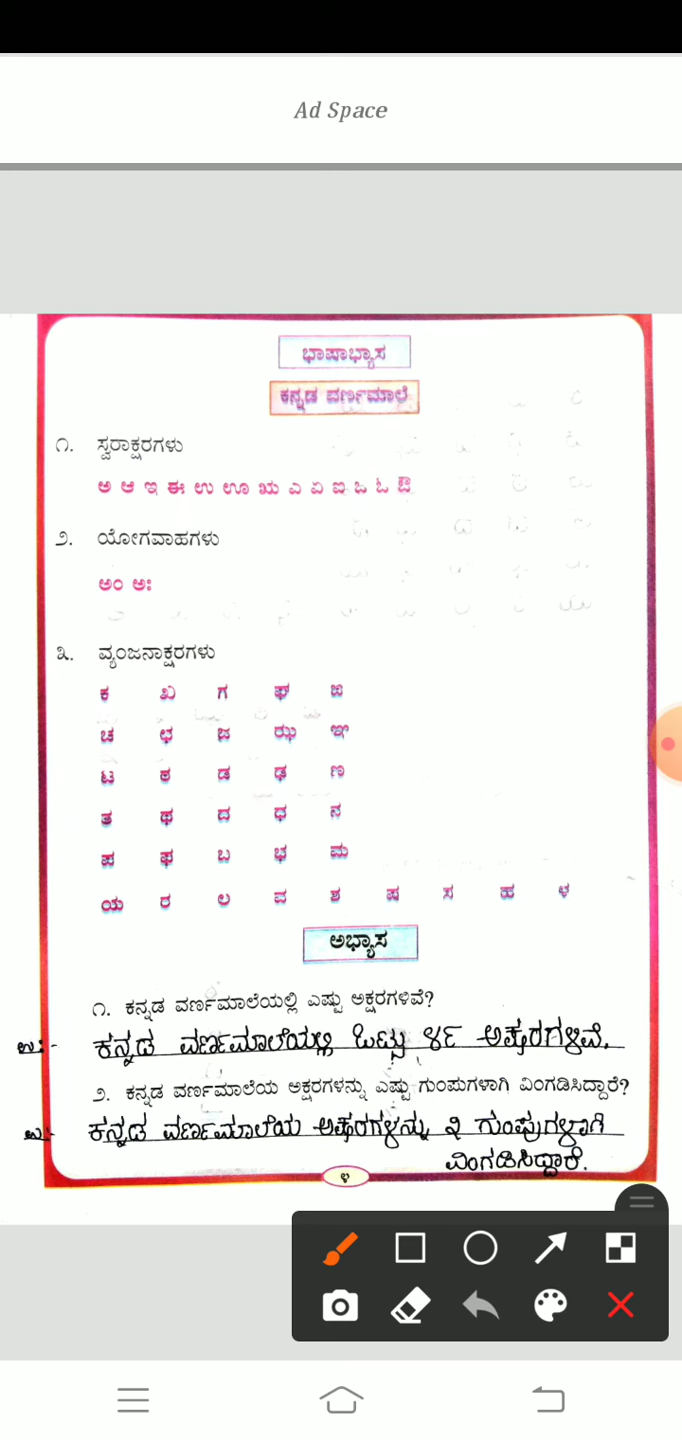 Ad Space
ಭಾಷಾಭ್ಯಾಸ
ಕನ್ನಡ ವರ್ಣಮಾಲೆ
೧. ಸ್ವರಾಕ್ಷರಗಳು
ಅ ಆ ಇ ಈ ಉ ಊ ಋ ಎ ಏ ಐ ಒ ಓ ಔ
೨. ಯೋಗವಾಹಗಳು
ಅಂ ಅಃ
೩. ವ್ಯಂಜನಾಕ್ಷರಗಳು
ಕ ಖ ಗ ಘ ಙ
ಚ ಛ ಜ ಝ ಞ
ಟ ಠ ಡ ಢ ಣ
ತ ಥ ದ ಧ ನ
ಪ ಫ ಬ ಭ ಮ
ಯ ರ ಲ ವ ಶ ಷ ಸ ಹ ಳ
ಅಭ್ಯಾಸ
೧. ಕನ್ನಡ ವರ್ಣಮಾಲೆಯಲ್ಲಿ ಎಷ್ಟು ಅಕ್ಷರಗಳಿವೆ?
ಉ:- ಕನ್ನಡ ವರ್ಣಮಾಲೆಯಲ್ಲಿ ಒಟ್ಟು ೪೯ ಅಕ್ಷರಗಳಿವೆ.
೨. ಕನ್ನಡ ವರ್ಣಮಾಲೆಯ ಅಕ್ಷರಗಳನ್ನು ಎಷ್ಟು ಗುಂಪುಗಳಾಗಿ ವಿಂಗಡಿಸಿದ್ದಾರೆ?
ಉ:- ಕನ್ನಡ ವರ್ಣಮಾಲೆಯ ಅಕ್ಷರಗಳನ್ನು ೩ ಗುಂಪುಗಳಾಗಿ
ವಿಂಗಡಿಸಿದ್ದಾರೆ.
೪